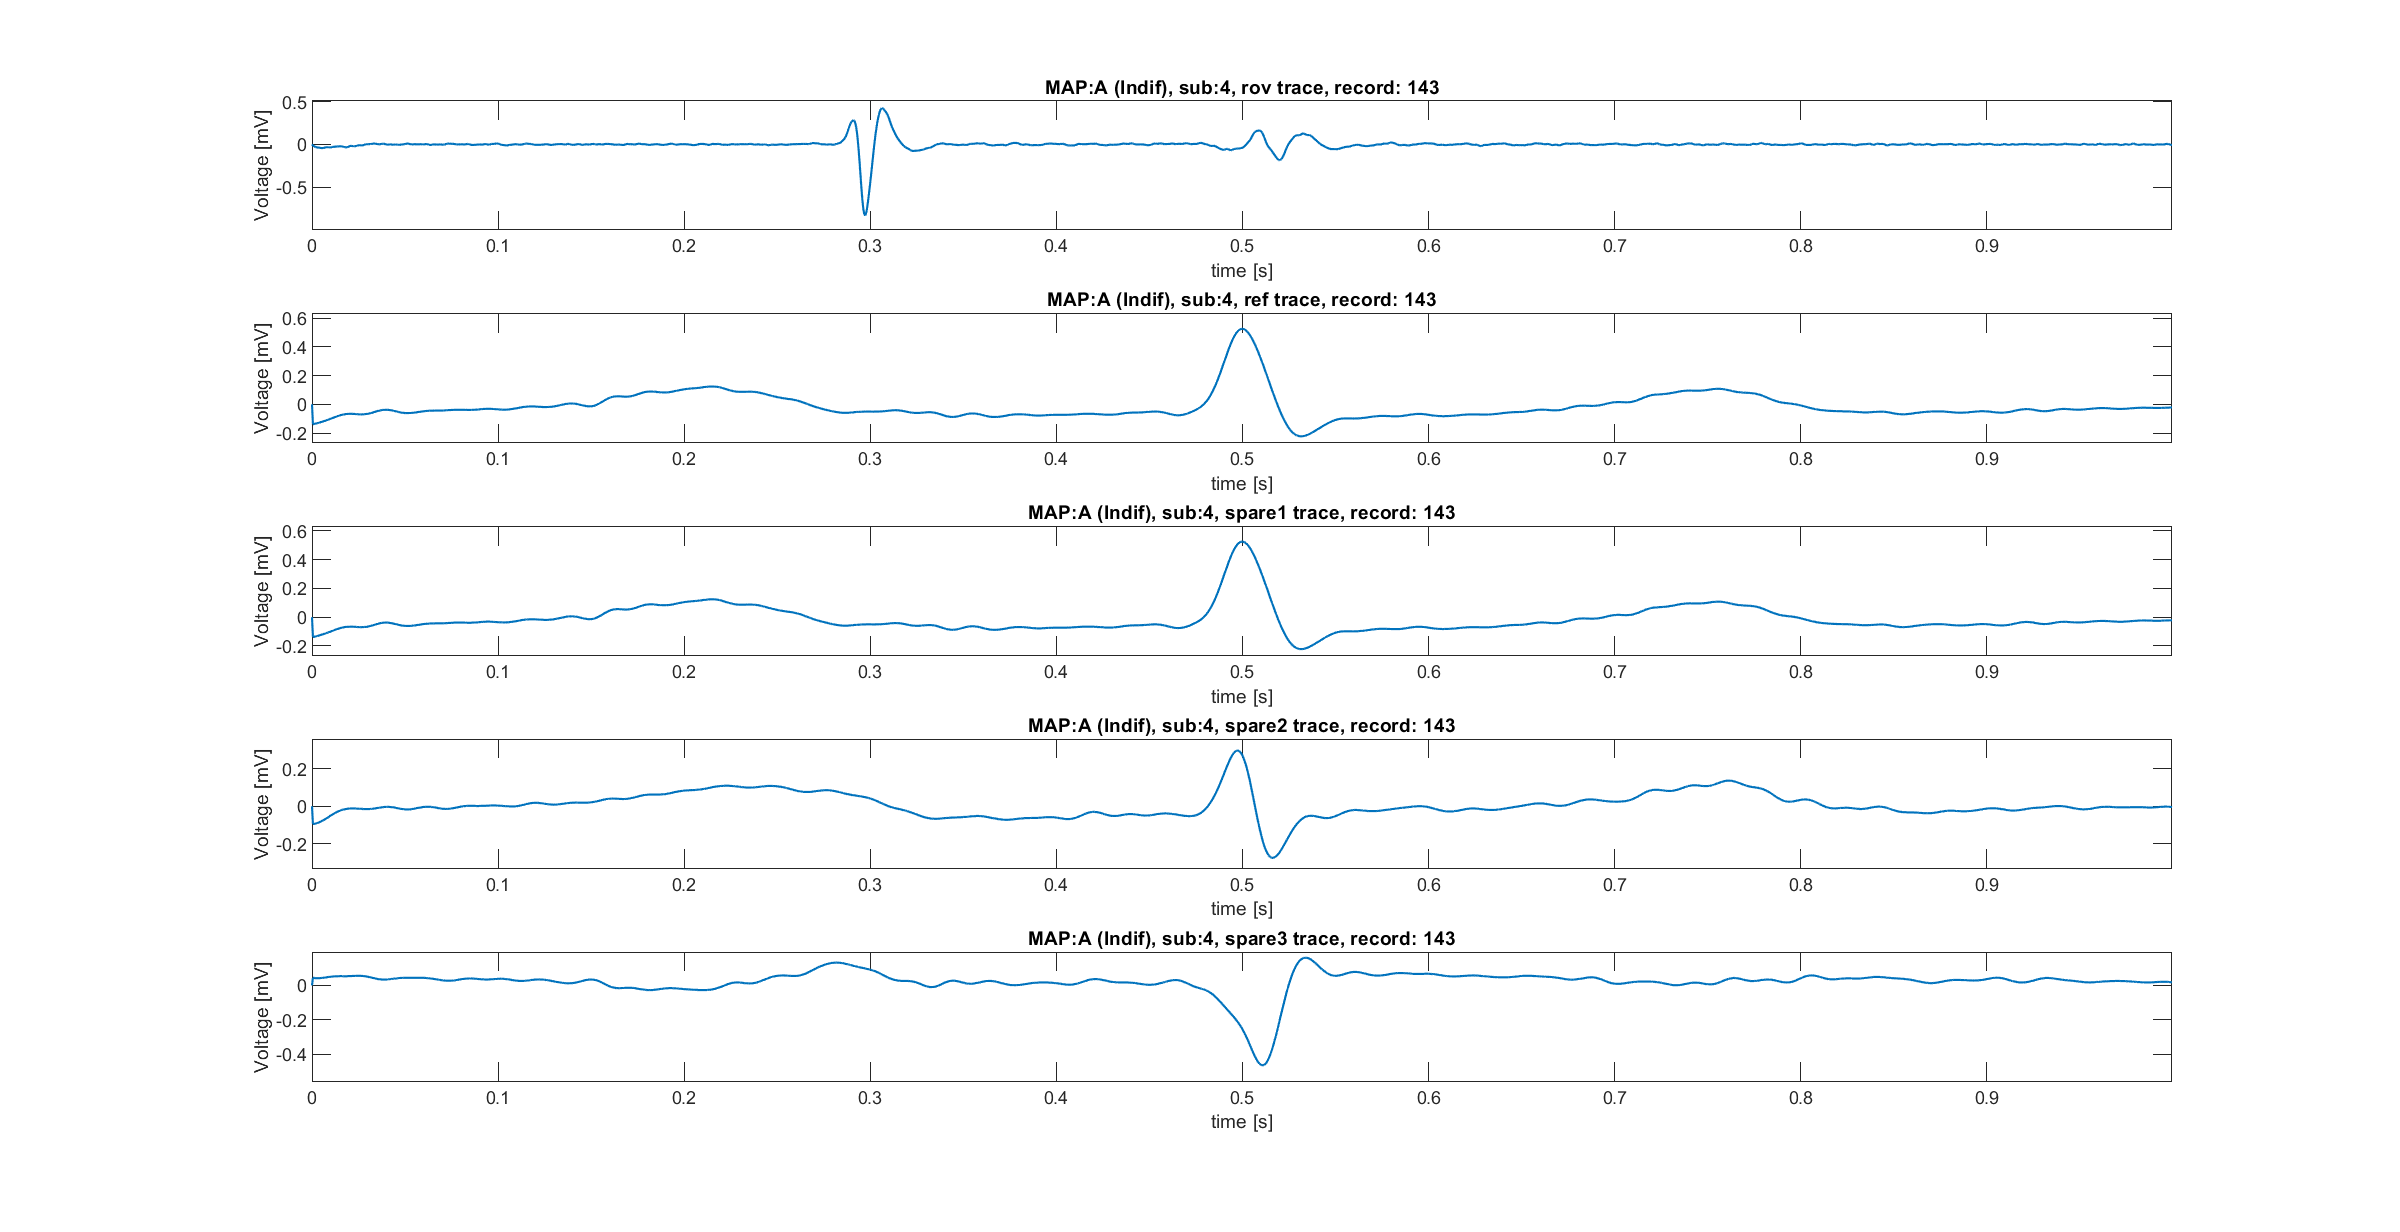 MAP:A (Indif), sub:4, rov trace, record: 143
Voltage [mV]
0.5
0
-0.5
0 0.1 0.2 0.3 0.4 0.5 0.6 0.7 0.8 0.9
time [s]
MAP:A (Indif), sub:4, ref trace, record: 143
Voltage [mV]
0.6
0.4
0.2
0
-0.2
0 0.1 0.2 0.3 0.4 0.5 0.6 0.7 0.8 0.9
time [s]
MAP:A (Indif), sub:4, spare1 trace, record: 143
Voltage [mV]
0.6
0.4
0.2
0
-0.2
0 0.1 0.2 0.3 0.4 0.5 0.6 0.7 0.8 0.9
time [s]
MAP:A (Indif), sub:4, spare2 trace, record: 143
Voltage [mV]
0.2
0
-0.2
0 0.1 0.2 0.3 0.4 0.5 0.6 0.7 0.8 0.9
time [s]
MAP:A (Indif), sub:4, spare3 trace, record: 143
Voltage [mV]
0
-0.2
-0.4
0 0.1 0.2 0.3 0.4 0.5 0.6 0.7 0.8 0.9
time [s]